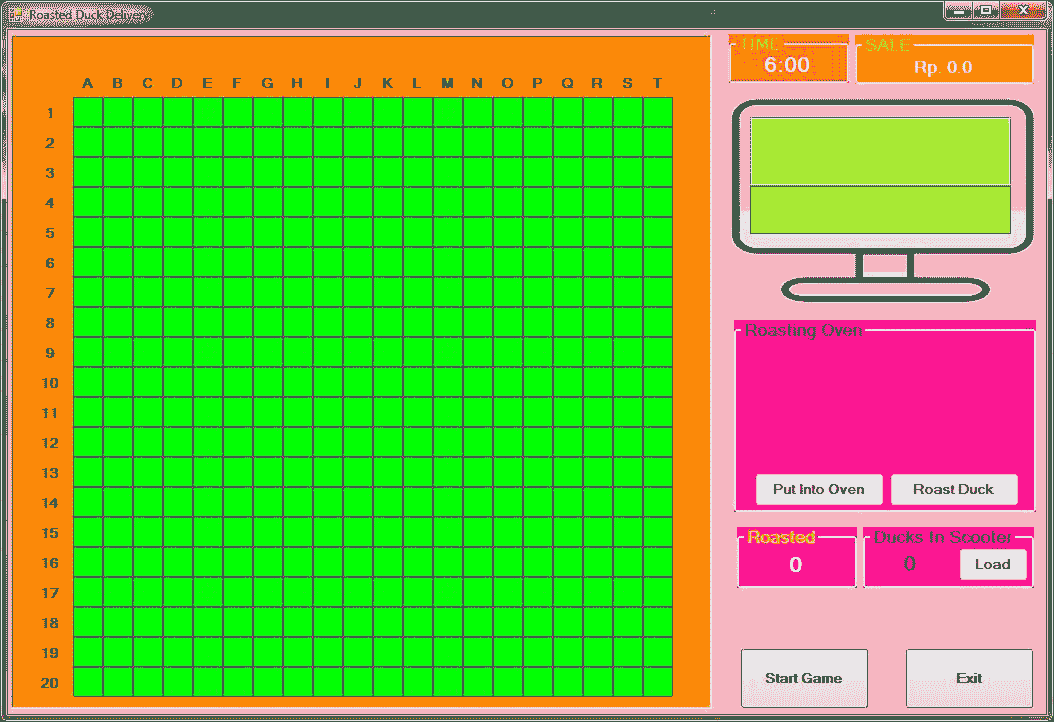 Roasted Duck Delivery
TIME
6:00
SALE
Rp. 0.0
A B C D E F G H I J K L M N O P Q R S T
1
2
3
4
5
6
7
8
9
10
11
12
13
14
15
16
17
18
19
20
Roasting Oven
Put Into Oven
Roast Duck
Roasted
0
Ducks In Scooter
0
Load
Start Game
Exit